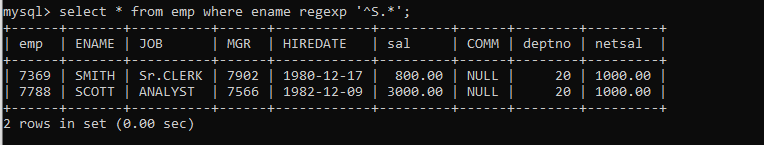 mysql> select * from emp where ename regexp '^S.*';
+------+-------+----------+------+------------+---------+------+--------+---------+
| emp  | ENAME | JOB      | MGR  | HIREDATE   | sal     | COMM | deptno | netsal  |
+------+-------+----------+------+------------+---------+------+--------+---------+
| 7369 | SMITH | Sr.CLERK | 7902 | 1980-12-17 |  800.00 | NULL |     20 | 1000.00 |
| 7788 | SCOTT | ANALYST  | 7566 | 1982-12-09 | 3000.00 | NULL |     20 | 1000.00 |
+------+-------+----------+------+------------+---------+------+--------+---------+
2 rows in set (0.00 sec)